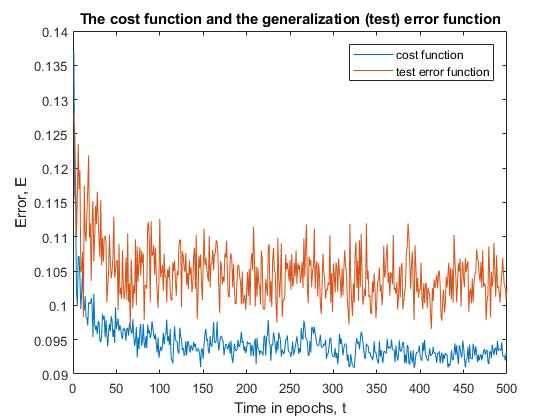 The cost function and the generalization (test) error function
0.14
0.135
0.13
0.125
0.12
0.115
0.11
0.105
0.1
0.095
0.09
Error, E
cost function
test error function
0 50 100 150 200 250 300 350 400 450 500
Time in epochs, t